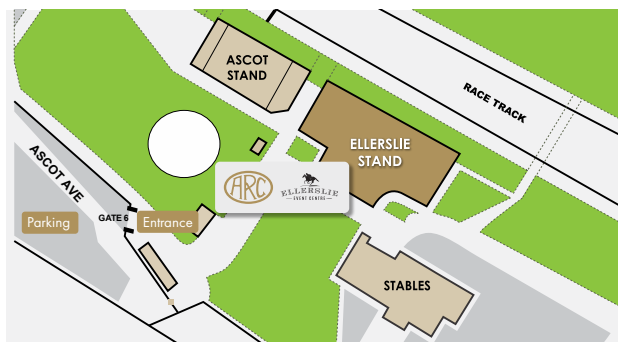 ASCOT
STAND
RACE TRACK
ELLERSLIE
STAND
ASCOT AVE
ARC
ELLERSLIE
EVENT CENTRE
Parking
GATE 6
Entrance
STABLES